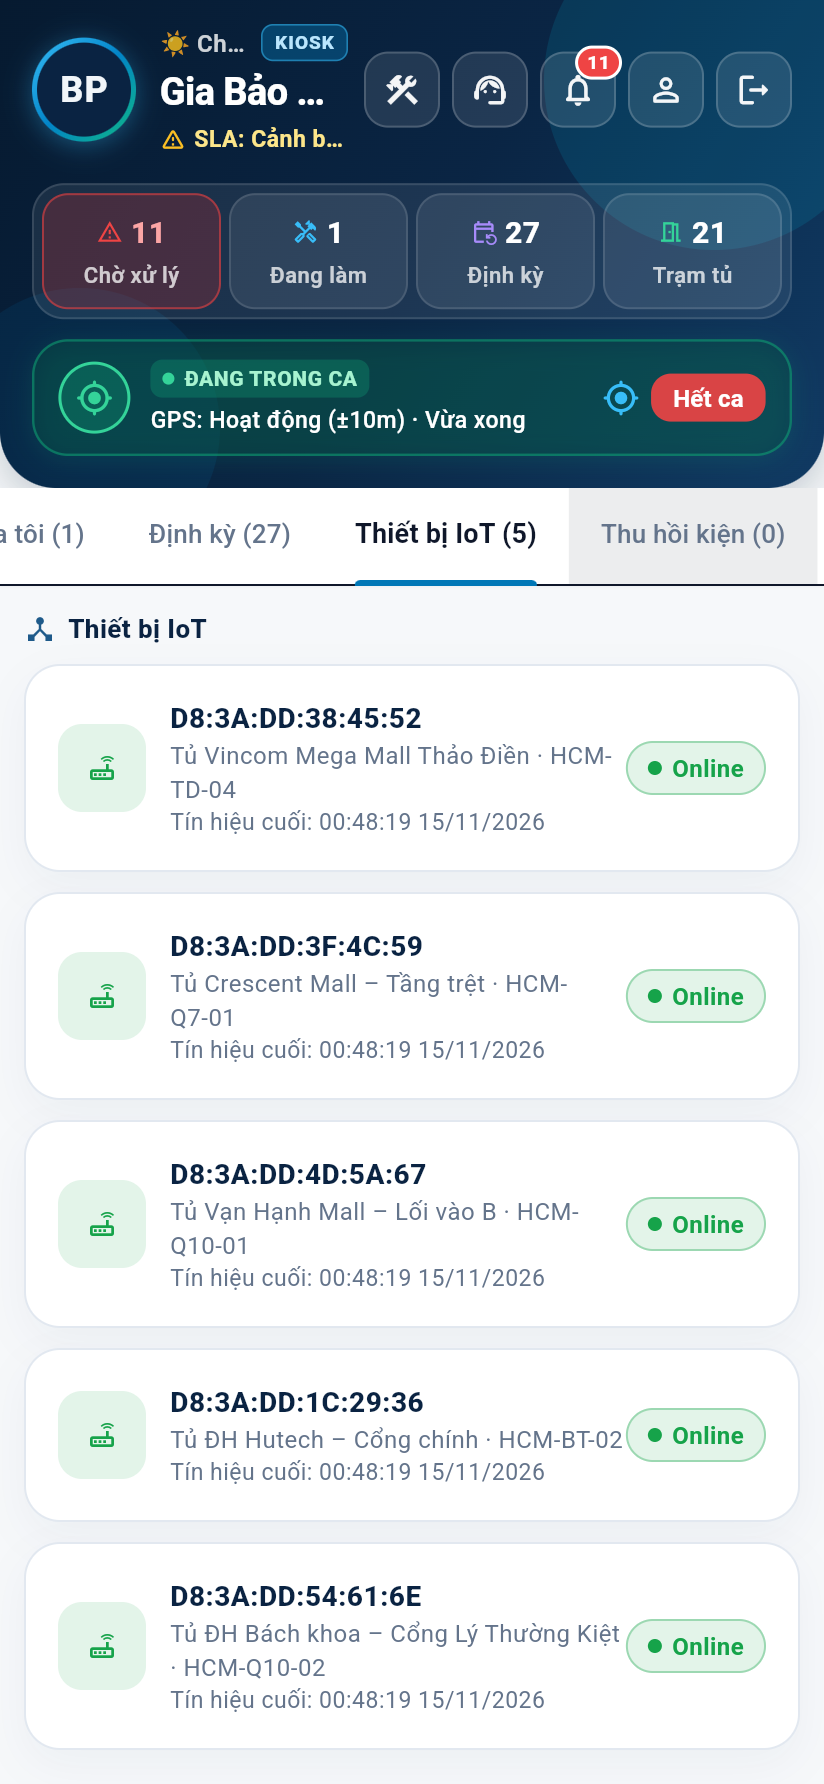 BP
Ch...
KIOSK
Gia Bảo ...
SLA: Cảnh b...
11
11
Chờ xử lý
1
Đang làm
27
Định kỳ
21
Trạm tủ
ĐANG TRONG CA
GPS: Hoạt động (±10m) · Vừa xong
Hết ca
a tôi (1)
Định kỳ (27)
Thiết bị IoT (5)
Thu hồi kiện (0)
Thiết bị IoT
D8:3A:DD:38:45:52
Tủ Vincom Mega Mall Thảo Điền · HCM-
TD-04
Tín hiệu cuối: 00:48:19 15/11/2026
Online
D8:3A:DD:3F:4C:59
Tủ Crescent Mall – Tầng trệt · HCM-
Q7-01
Tín hiệu cuối: 00:48:19 15/11/2026
Online
D8:3A:DD:4D:5A:67
Tủ Vạn Hạnh Mall – Lối vào B · HCM-
Q10-01
Tín hiệu cuối: 00:48:19 15/11/2026
Online
D8:3A:DD:1C:29:36
Tủ ĐH Hutech – Cổng chính · HCM-BT-02
Tín hiệu cuối: 00:48:19 15/11/2026
Online
D8:3A:DD:54:61:6E
Tủ ĐH Bách khoa – Cổng Lý Thường Kiệt
· HCM-Q10-02
Tín hiệu cuối: 00:48:19 15/11/2026
Online